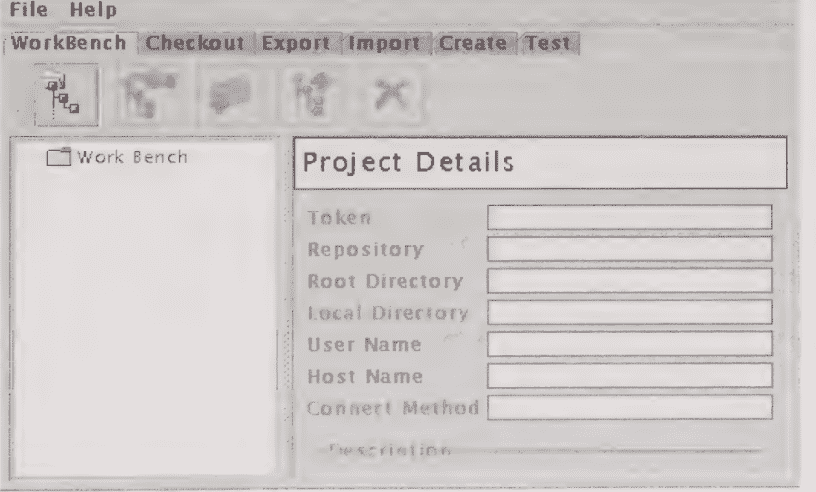 File Help
WorkBench Checkout Export Import Create Test
Work Bench
Project Details
Token
Repository
Root Directory
Local Directory
User Name
Host Name
Connect Method
Description